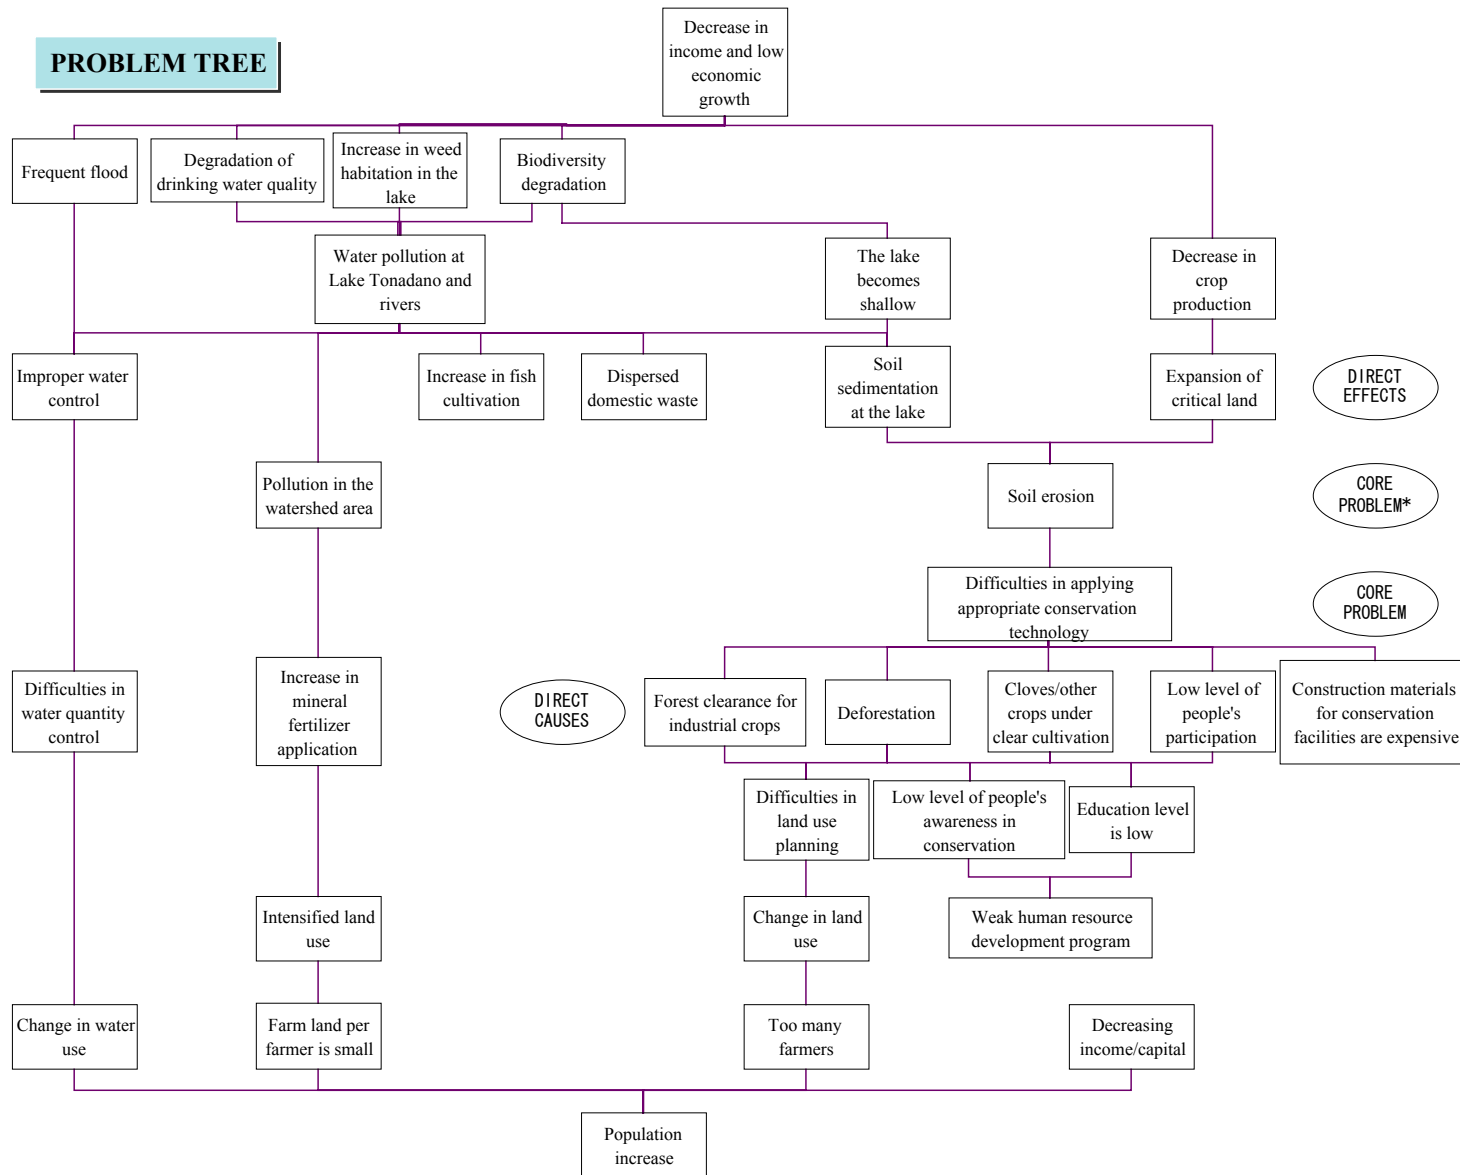 PROBLEM TREE
Decrease in
income and low
economic
growth
Frequent flood
Degradation of
drinking water quality
Increase in weed
habitation in the
lake
Biodiversity
degradation
Water pollution at
Lake Tonadano and
rivers
The lake
becomes
shallow
Decrease in
crop
production
Improper water
control
Increase in fish
cultivation
Dispersed
domestic waste
Soil
sedimentation
at the lake
Expansion of
critical land
DIRECT
EFFECTS
Pollution in the
watershed area
Soil erosion
CORE
PROBLEM*
Difficulties in applying
appropriate conservation
technology
CORE
PROBLEM
Difficulties in
water quantity
control
Increase in
mineral
fertilizer
application
DIRECT
CAUSES
Forest clearance for
industrial crops
Deforestation
Cloves/other
crops under
clear cultivation
Low level of
people's
participation
Construction materials
for conservation
facilities are expensive
Difficulties in
land use
planning
Low level of people's
awareness in
conservation
Education level
is low
Intensified land
use
Change in land
use
Weak human resource
development program
Change in water
use
Farm land per
farmer is small
Too many
farmers
Decreasing
income/capital
Population
increase